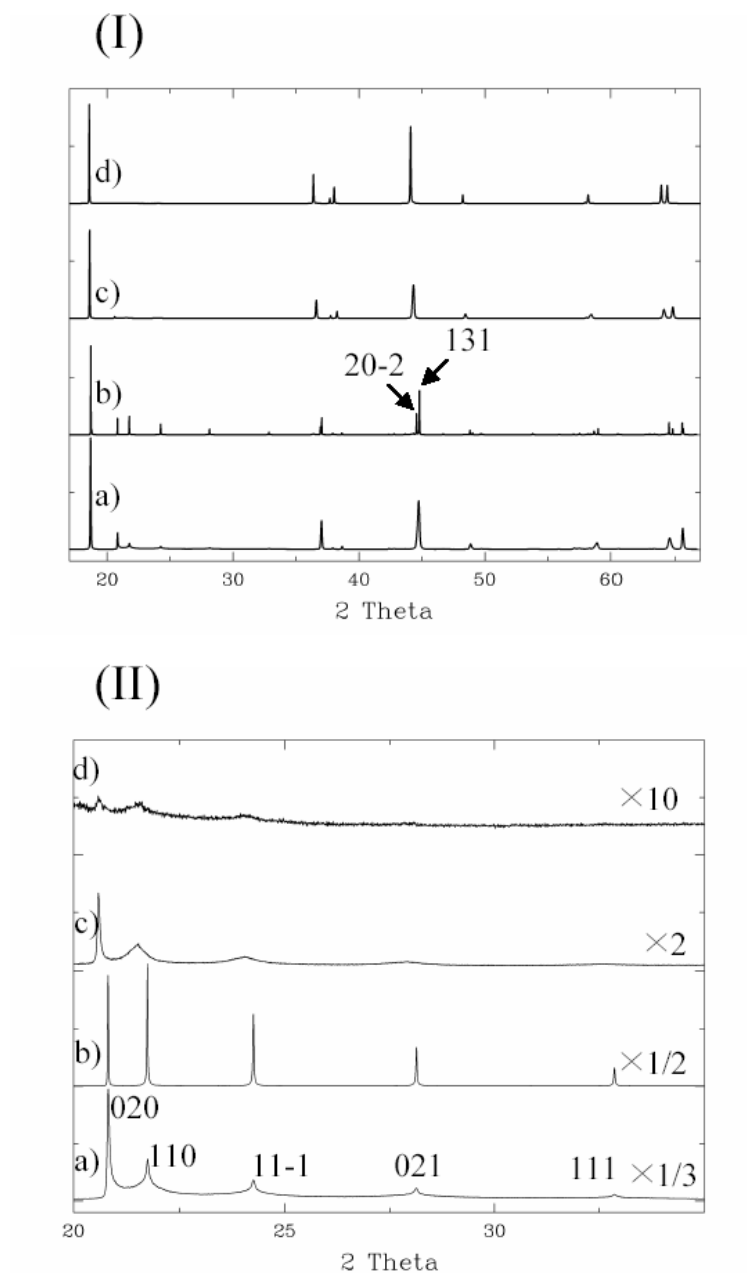 (I)
d)
c)
131
20-2
b)
a)
20 30 40 50 60
2 Theta
(II)
d)
×10
c)
×2
b)
×1/2
020
a) 110 11-1 021 111 ×1/3
20 25 30
2 Theta